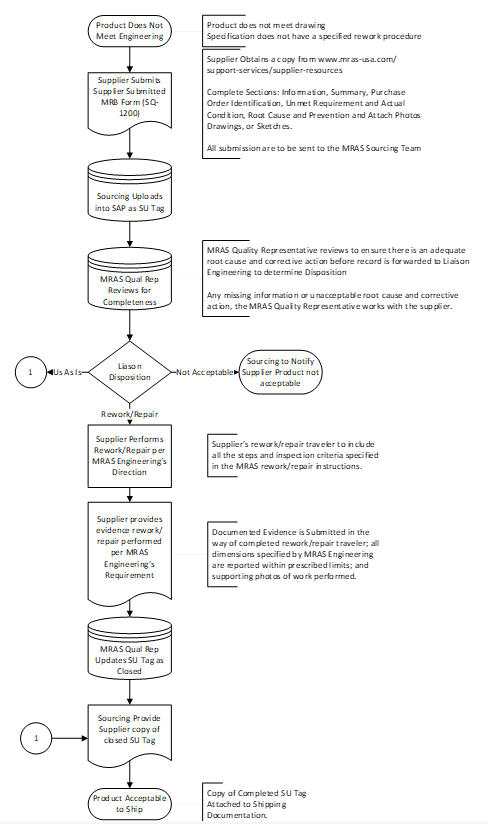 Product Does Not
Meet Engineering
Product does not meet drawing
Specification does not have a specified rework procedure
Supplier Submits
Supplier Submitted
MRB Form (SQ-
1200)
Supplier Obtains a copy from www.mras-usa.com/
support-services/supplier-resources
Complete Sections: Information, Summary, Purchase
Order Identification, Unmet Requirement and Actual
Condition, Root Cause and Prevention and Attach Photos
Drawings, or Sketches.
All submission are to be sent to the MRAS Sourcing Team
Sourcing Uploads
into SAP as SU Tag
MRAS Qual Rep
Reviews for
Completeness
MRAS Quality Representative reviews to ensure there is an adequate
root cause and corrective action before record is forwarded to Liaison
Engineering to determine Disposition
Any missing information or unacceptable root cause and corrective
action, the MRAS Quality Representative works with the supplier.
1
Us As Is
Liason
Disposition
Not Acceptable
Sourcing to Notify
Supplier Product not
acceptable
Rework/Repair
Supplier Performs
Rework/Repair per
MRAS Engineering's
Direction
Supplier's rework/repair traveler to include
all the steps and inspection criteria specified
in the MRAS rework/repair instructions.
Supplier provides
evidence rework/
repair performed
per MRAS
Engineering's
Requirement
Documented Evidence is Submitted in the
way of completed rework/repair traveler; all
dimensions specified by MRAS Engineering
are reported within prescribed limits; and
supporting photos of work performed.
MRAS Qual Rep
Updates SU Tag as
Closed
1
Sourcing Provide
Supplier copy of
closed SU Tag
Product Acceptable
to Ship
Copy of Completed SU Tag
Attached to Shipping
Documentation.